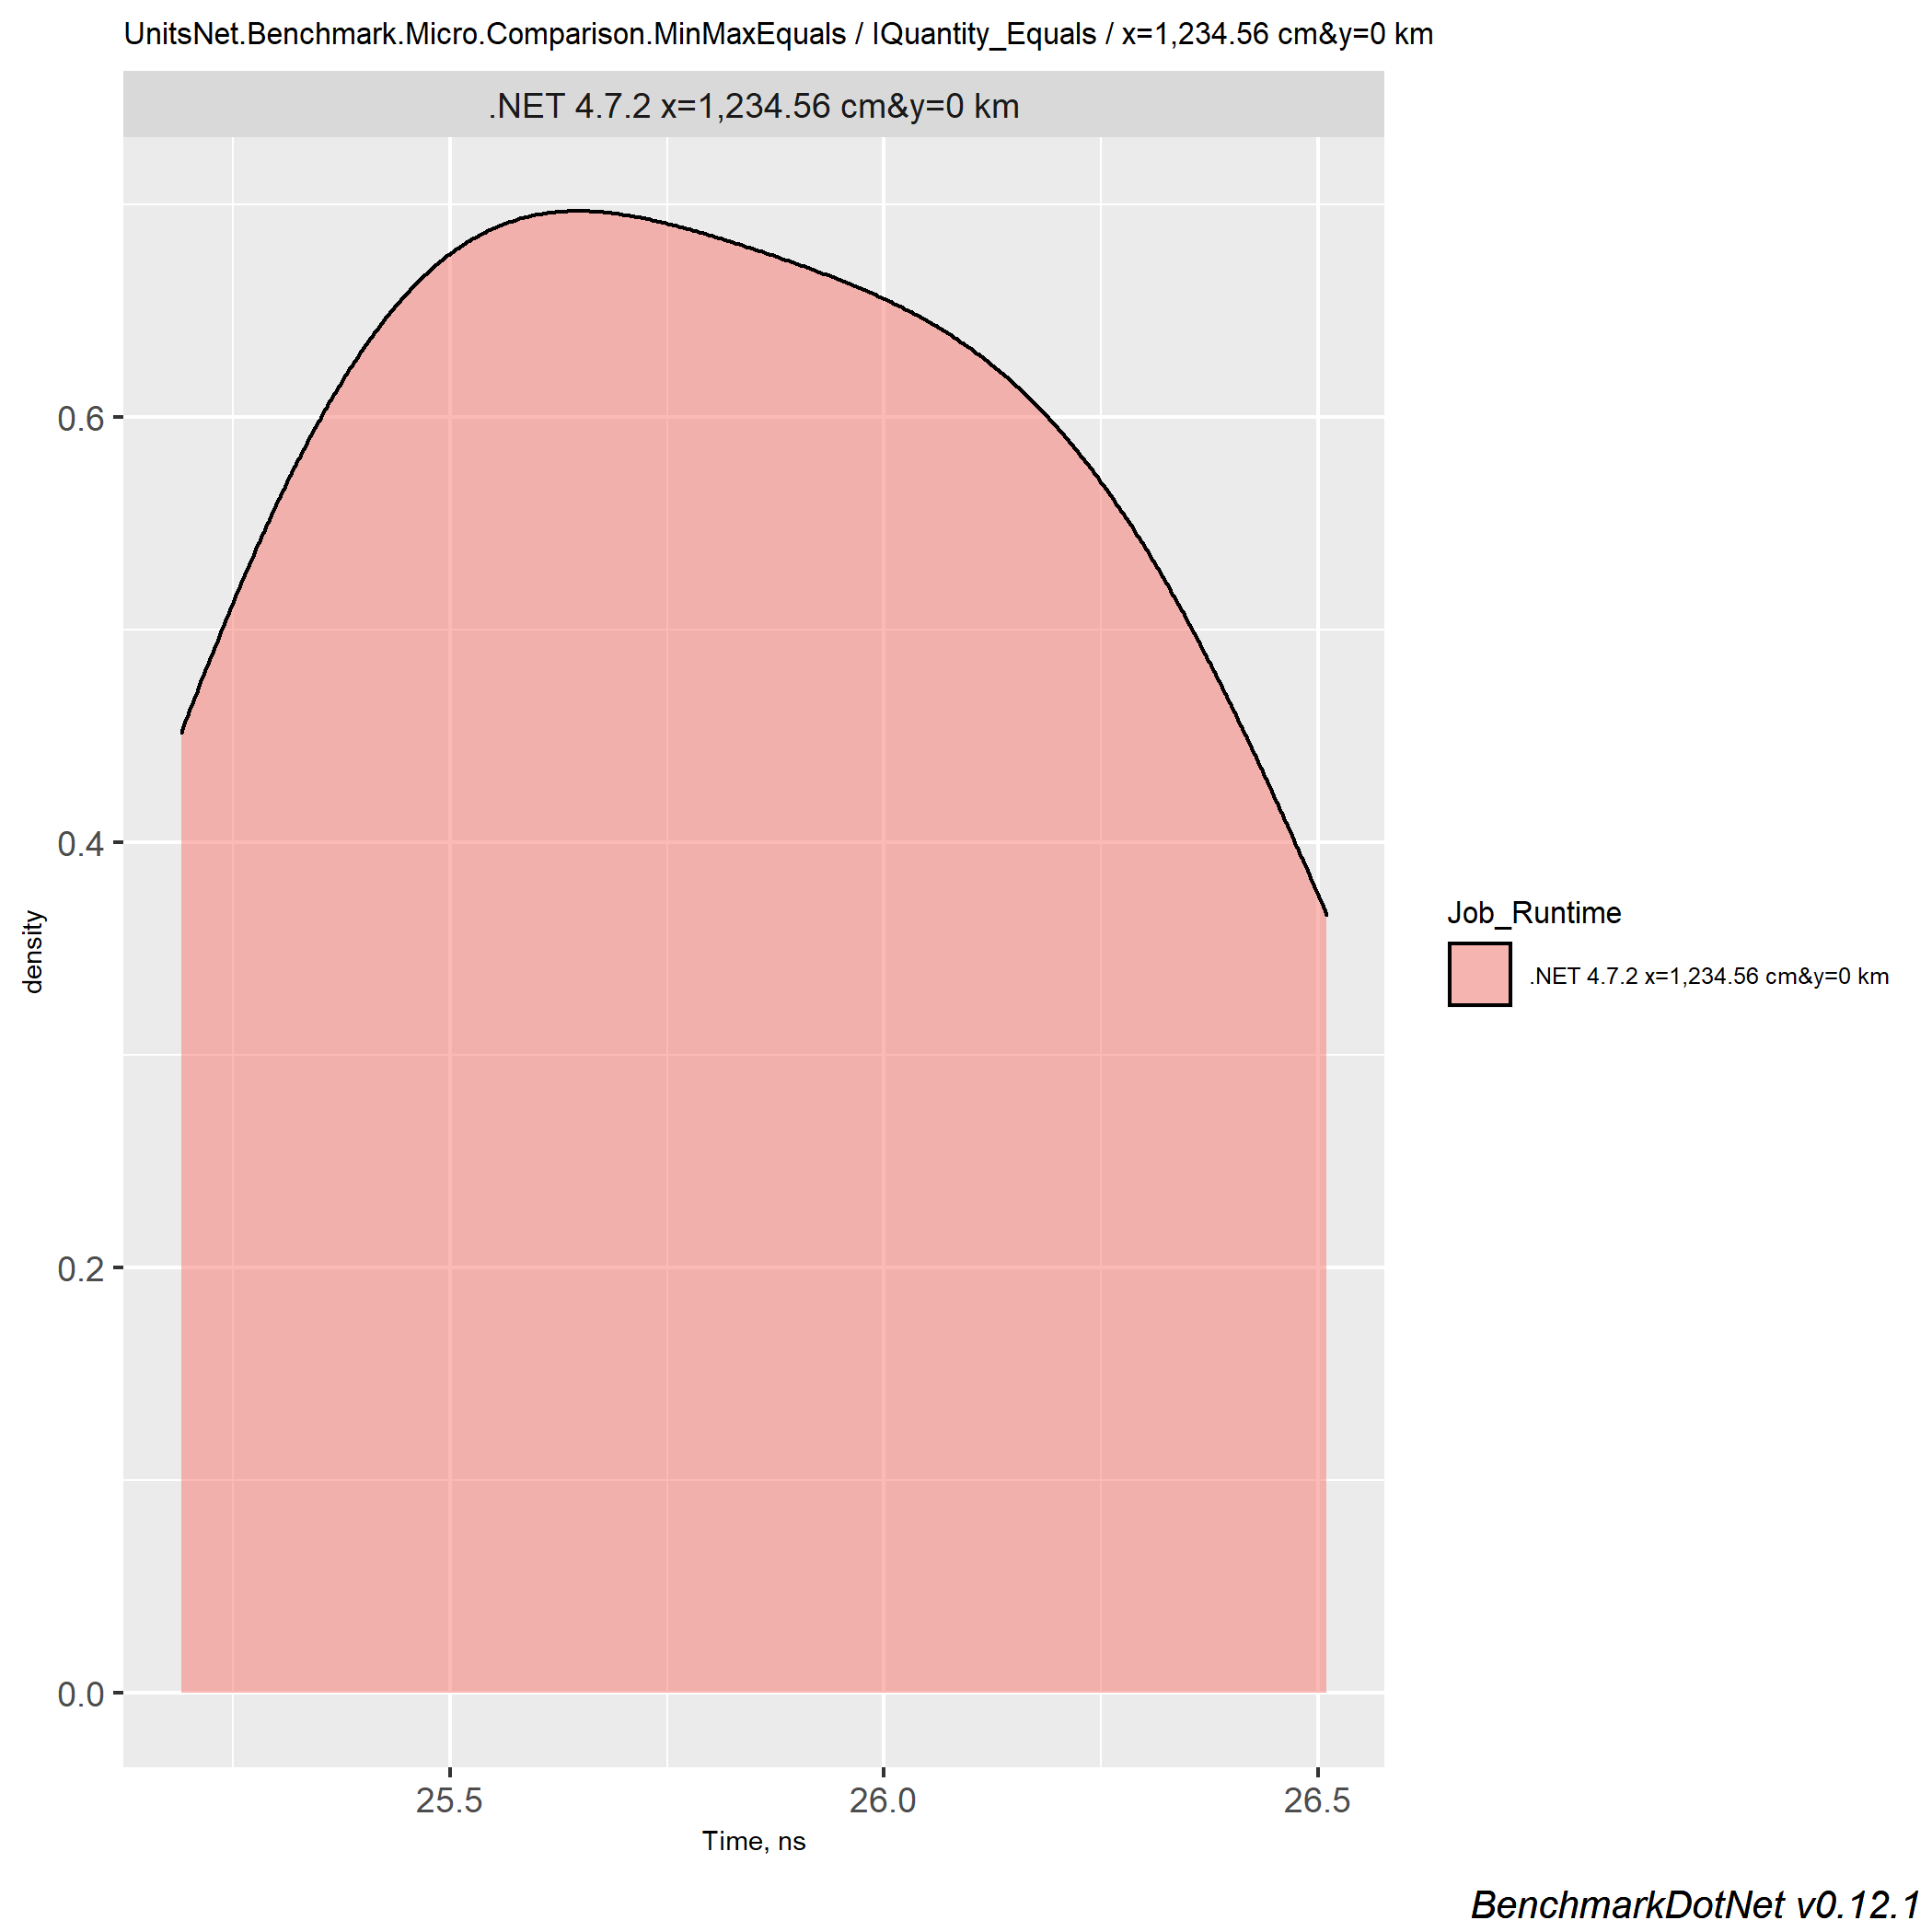 UnitsNet.Benchmark.Micro.Comparison.MinMaxEquals / IQuantity_Equals / x=1,234.56 cm&y=0 km
.NET 4.7.2 x=1,234.56 cm&y=0 km
0.6
0.4
0.2
0.0
density
25.5 26.0 26.5
Time, ns
Job_Runtime
.NET 4.7.2 x=1,234.56 cm&y=0 km
BenchmarkDotNet v0.12.1